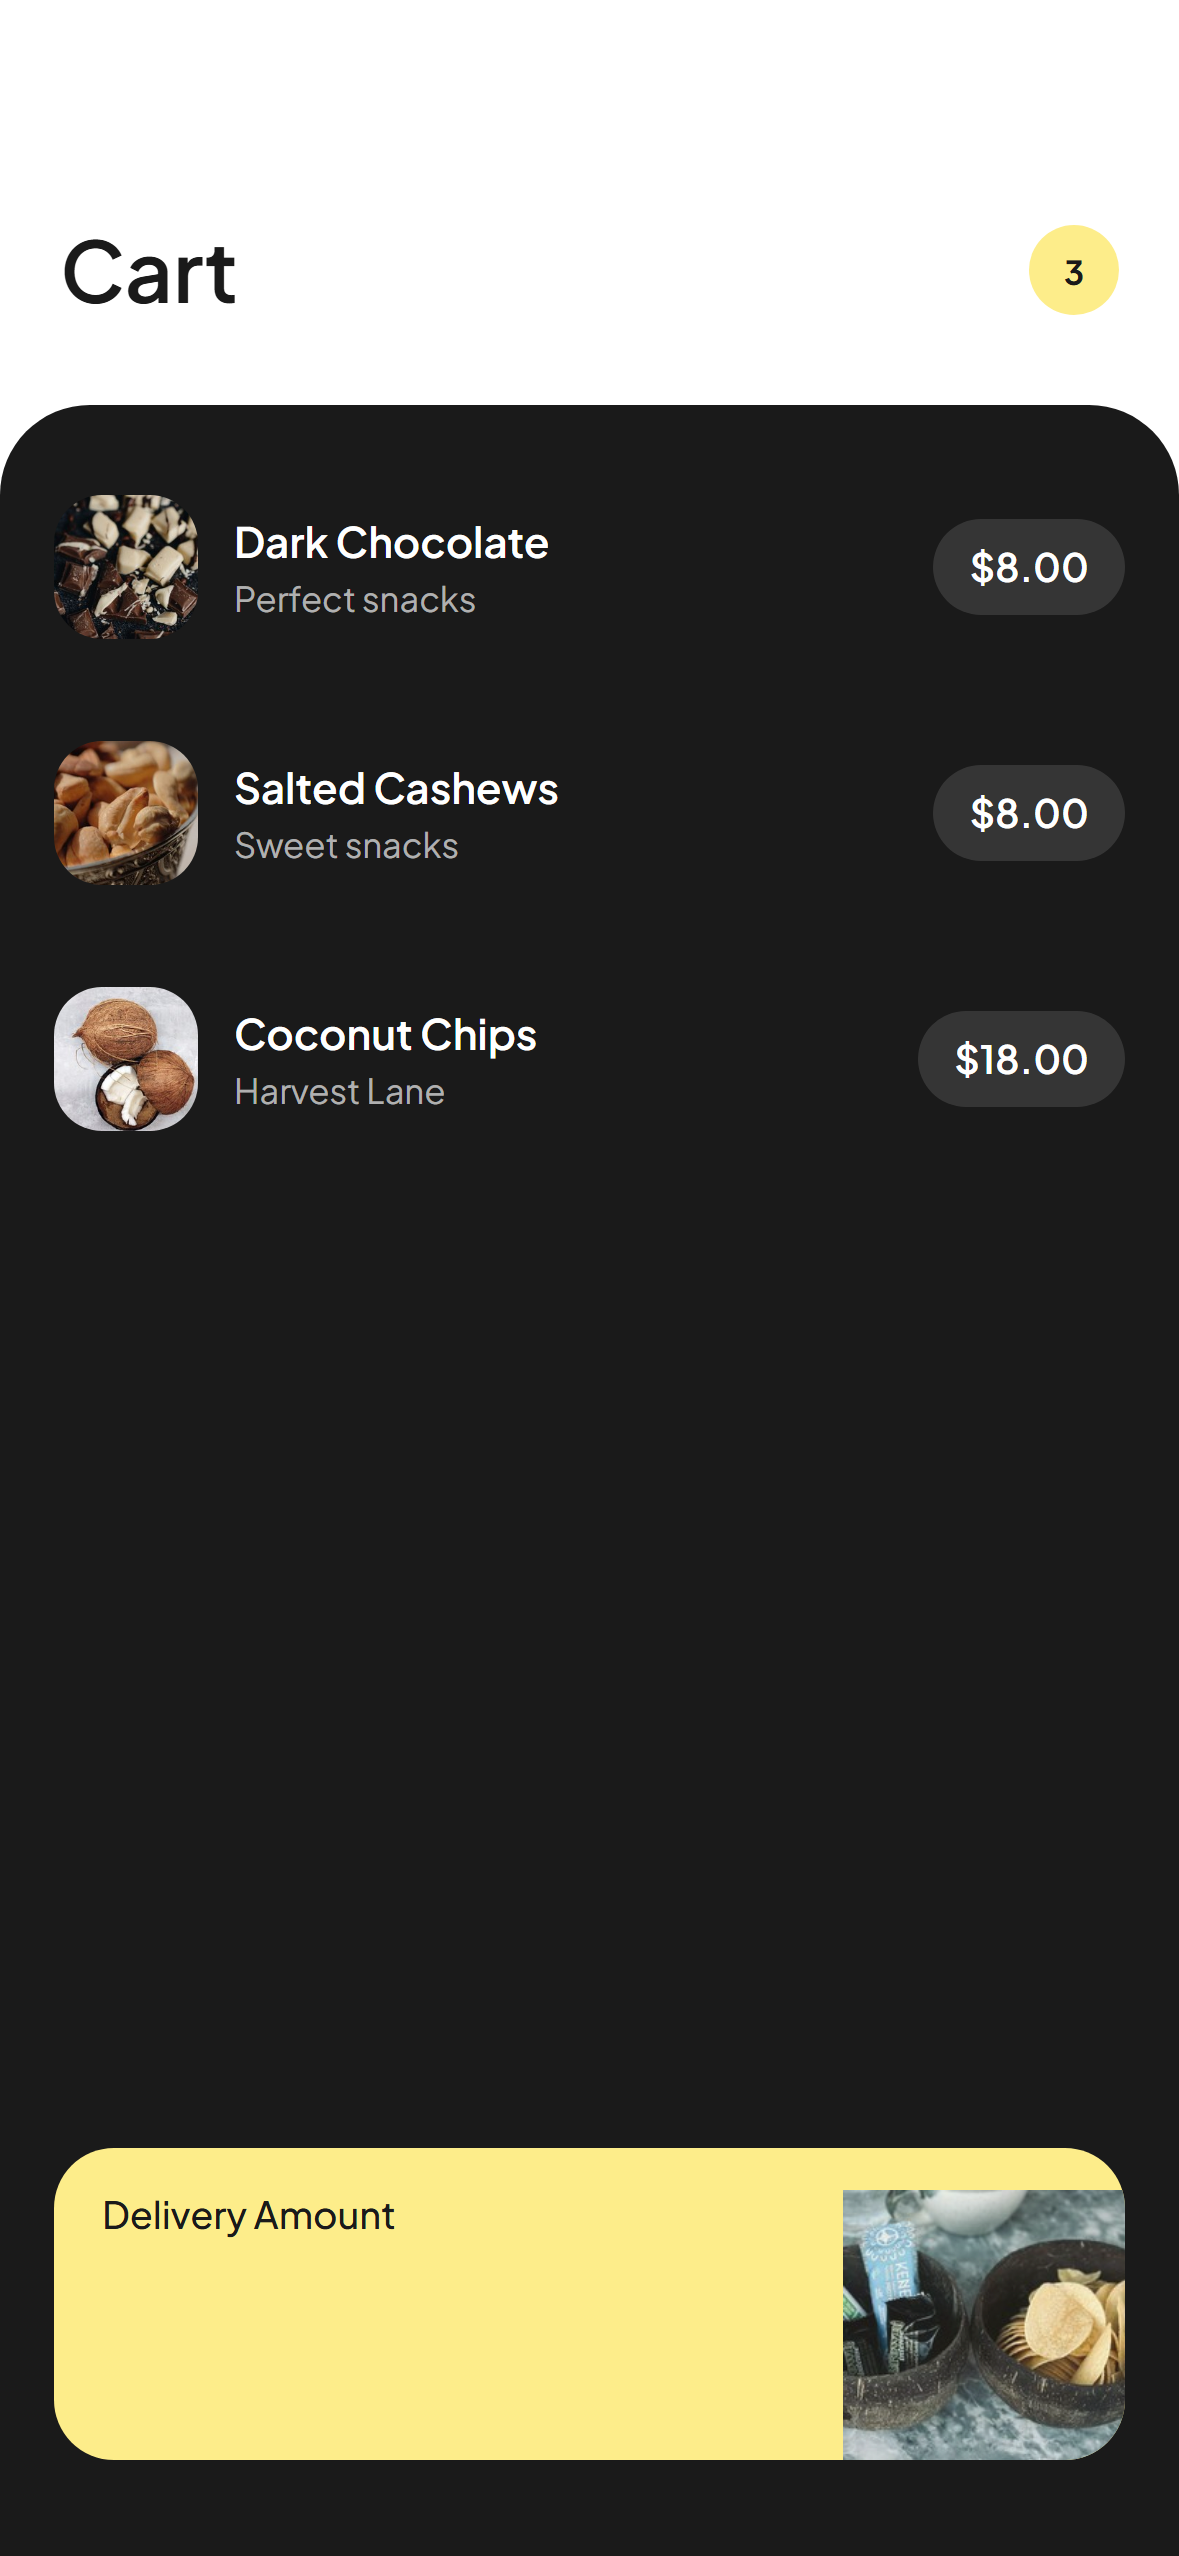 Cart
3
Dark Chocolate
Perfect snacks
$8.00
Salted Cashews
Sweet snacks
$8.00
Coconut Chips
Harvest Lane
$18.00
Delivery Amount